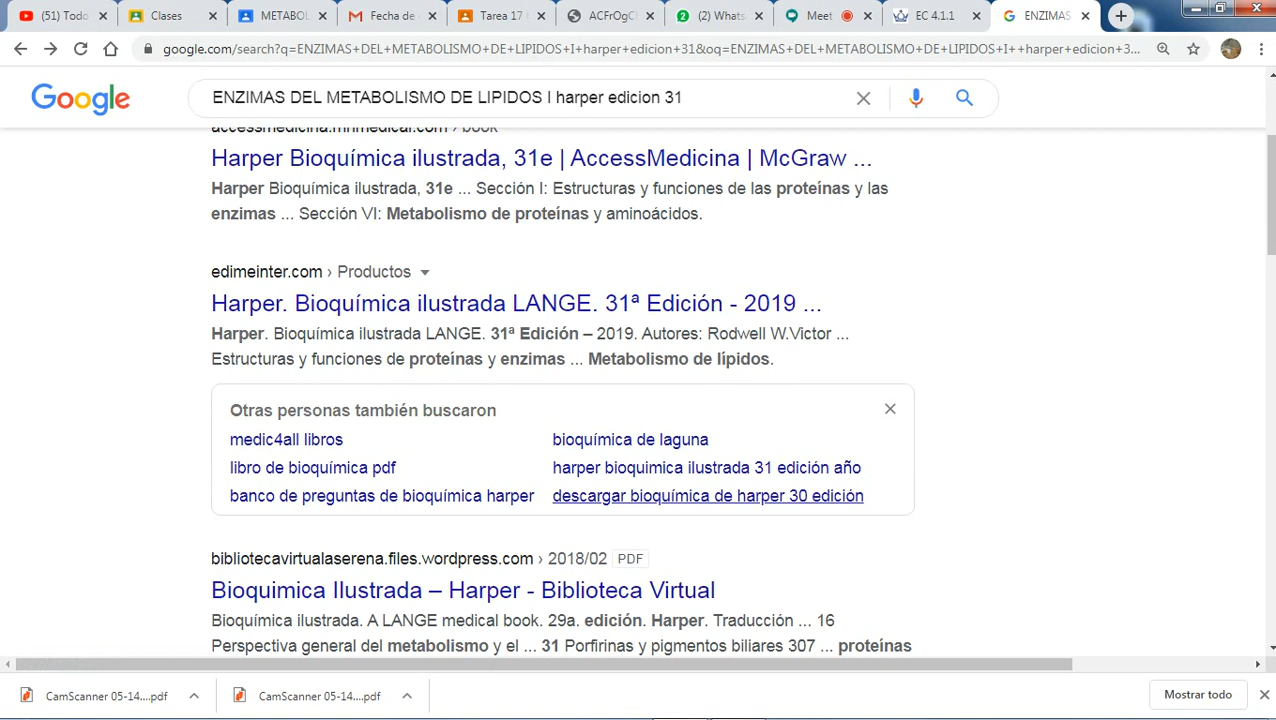 (51) Todo
Clases
METABOL
Fecha de
Tarea 17
ACFrOgC
(2) Whats
Meet
EC 4.1.1
ENZIMAS
google.com/search?q=ENZIMAS+DEL+METABOLISMO+DE+LIPIDOS+I+harper+edicion+31&oq=ENZIMAS+DEL+METABOLISMO+DE+LIPIDOS+I++harper+edicion+3...
Google
ENZIMAS DEL METABOLISMO DE LIPIDOS I harper edicion 31
accessmedicina.mhmedical.com › book
Harper Bioquímica ilustrada, 31e | AccessMedicina | McGraw ...
Harper Bioquímica ilustrada, 31e ... Sección I: Estructuras y funciones de las proteínas y las
enzimas ... Sección VI: Metabolismo de proteínas y aminoácidos.
edimeinter.com › Productos
Harper. Bioquímica ilustrada LANGE. 31ª Edición - 2019 ...
Harper. Bioquímica ilustrada LANGE. 31ª Edición – 2019. Autores: Rodwell W.Victor ...
Estructuras y funciones de proteínas y enzimas ... Metabolismo de lípidos.
Otras personas también buscaron
medic4all libros
bioquímica de laguna
libro de bioquímica pdf
harper bioquimica ilustrada 31 edición año
banco de preguntas de bioquímica harper
descargar bioquímica de harper 30 edición
bibliotecavirtualaserena.files.wordpress.com › 2018/02 PDF
Bioquimica Ilustrada – Harper - Biblioteca Virtual
Bioquímica ilustrada. A LANGE medical book. 29a. edición. Harper. Traducción ... 16
Perspectiva general del metabolismo y el ... 31 Porfirinas y pigmentos biliares 307 ... proteínas
CamScanner 05-14....pdf
CamScanner 05-14....pdf
Mostrar todo